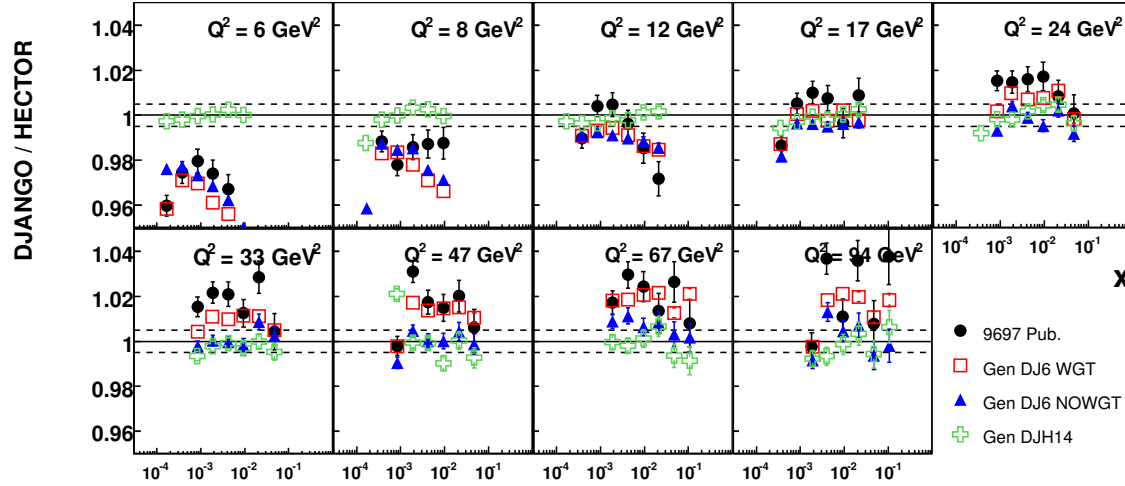 DJANGO / HECTOR
1.04
1.02
1
0.98
0.96
Q² = 6 GeV²
Q² = 8 GeV²
Q² = 12 GeV²
Q² = 17 GeV²
Q² = 24 GeV²
10⁻⁴ 10⁻³ 10⁻² 10⁻¹
X
1.04
1.02
1
0.98
0.96
Q² = 33 GeV²
Q² = 47 GeV²
Q² = 67 GeV²
Q² = 94 GeV²
9697 Pub.
Gen DJ6 WGT
Gen DJ6 NOWGT
Gen DJH14
10⁻⁴ 10⁻³ 10⁻² 10⁻¹
10⁻⁴ 10⁻³ 10⁻² 10⁻¹
10⁻⁴ 10⁻³ 10⁻² 10⁻¹
10⁻⁴ 10⁻³ 10⁻² 10⁻¹